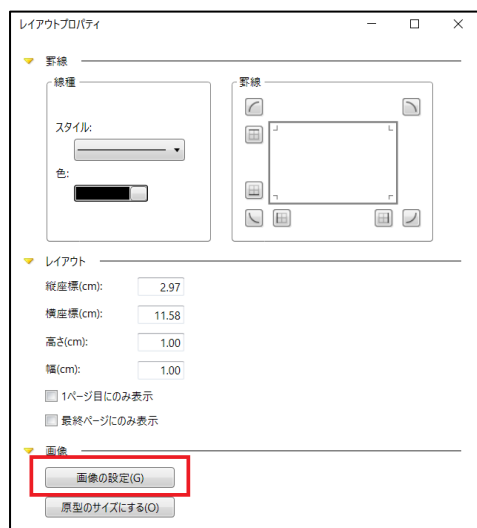 レイアウトプロパティ
罫線
線種
罫線
スタイル:
色:
レイアウト
縦座標(cm):
2.97
横座標(cm):
11.58
高さ(cm):
1.00
幅(cm):
1.00
1ページ目にのみ表示
最終ページにのみ表示
画像
画像の設定(G)
原型のサイズにする(O)